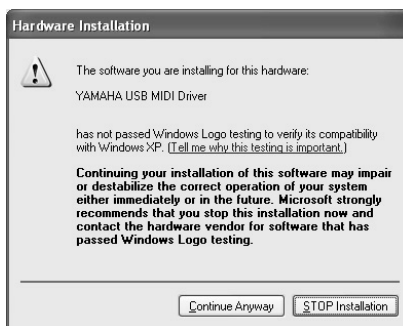 Hardware Installation
The software you are installing for this hardware:
YAMAHA USB MIDI Driver
has not passed Windows Logo testing to verify its compatibility
with Windows XP. (Tell me why this testing is important.)
Continuing your installation of this software may impair
or destabilize the correct operation of your system
either immediately or in the future. Microsoft strongly
recommends that you stop this installation now and
contact the hardware vendor for software that has
passed Windows Logo testing.
Continue Anyway
STOP Installation